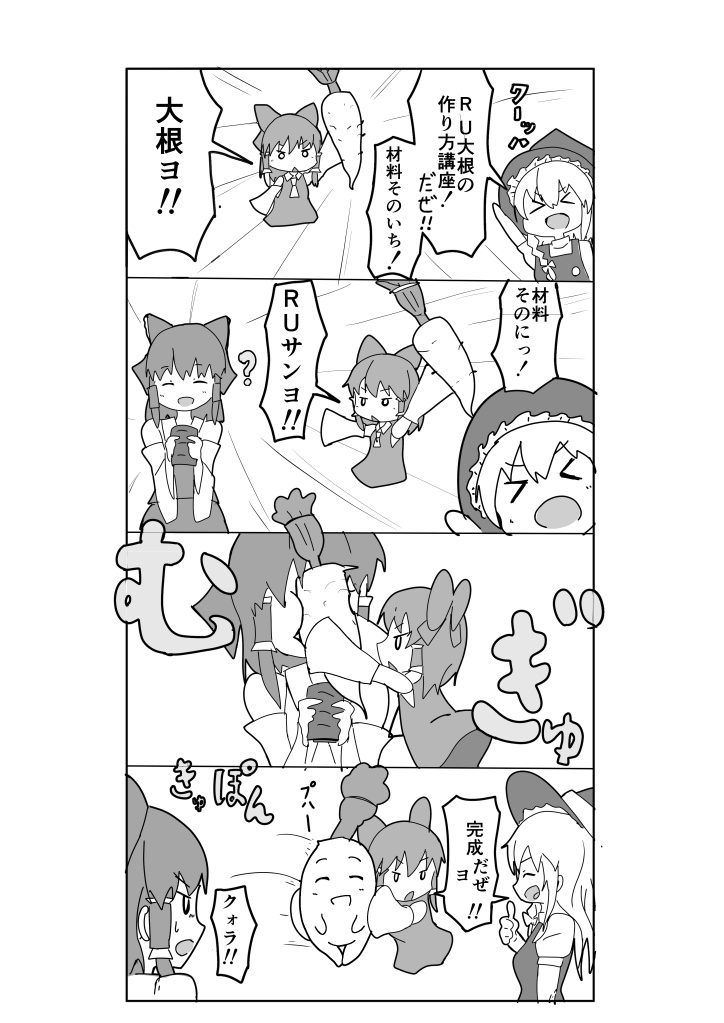 ワーッハ
RU大根の
作り方講座!
だぜ!!
材料そのいち!
大根ヨ!!
材料
そのにっ!
RUサンヨ!!
?
ぎゅ
むっ
きゅぽん
プハー
完成だぜ
ヨ!!
クォラ!!